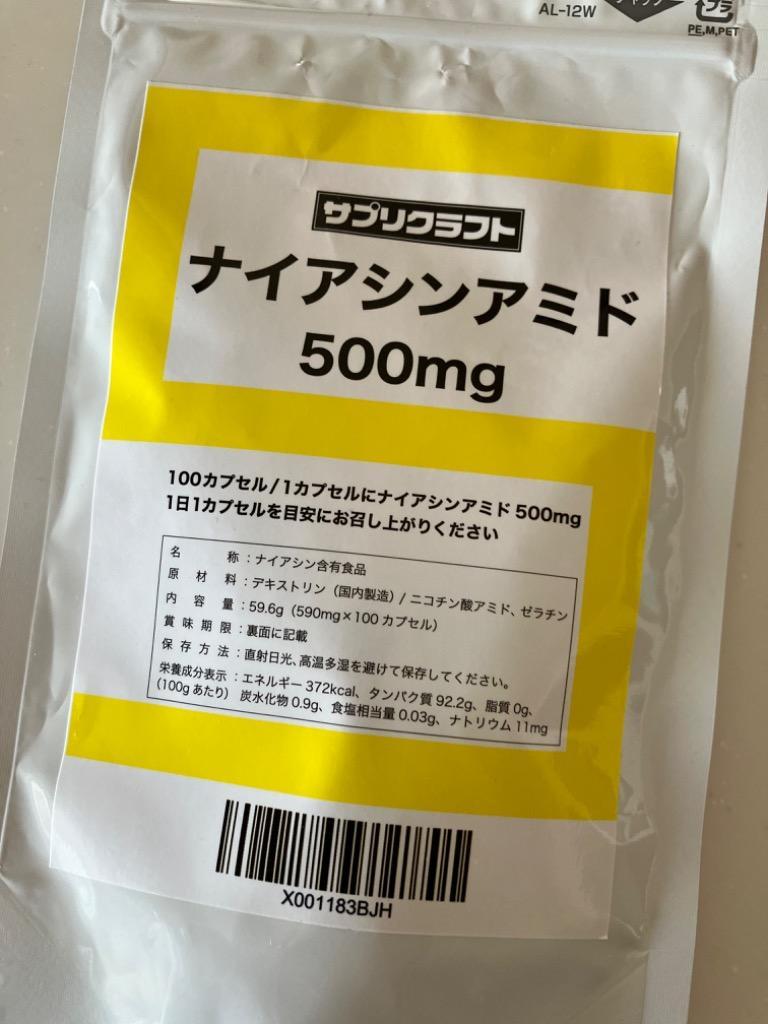 AL-12W
プラ
PE,M,PET
サプリクラフト
ナイアシンアミド
500mg
100カプセル/1カプセルにナイアシンアミド 500mg
1日1カプセルを目安にお召し上がりください
名称：ナイアシン含有食品
原材料：デキストリン（国内製造）/ ニコチン酸アミド、ゼラチン
内容量：59.6g（590mg×100 カプセル）
賞味期限：裏面に記載
保存方法：直射日光、高温多湿を避けて保存してください。
栄養成分表示：エネルギー 372kcal、タンパク質 92.2g、脂質 0g、
（100g あたり） 炭水化物 0.9g、食塩相当量 0.03g、ナトリウム 11mg
X001183BJH